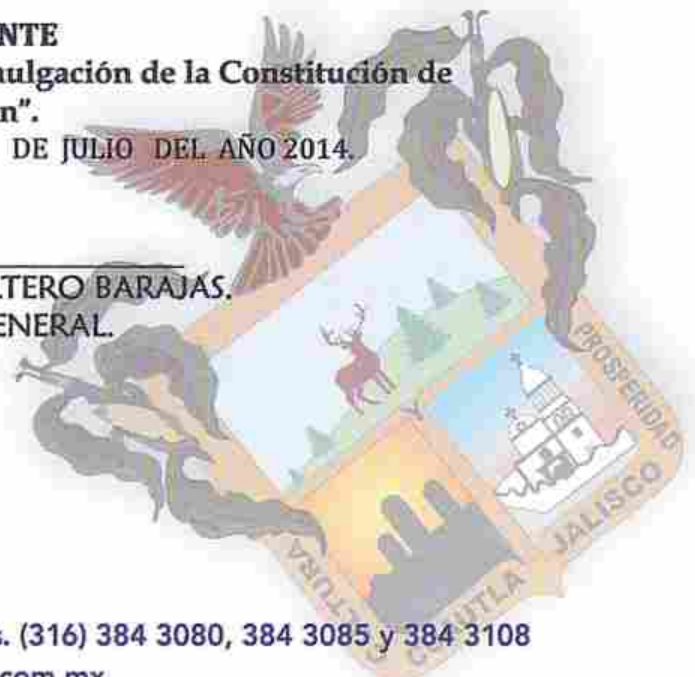 NTE
ulgación de la Constitución de
n".
DE JULIO DEL AÑO 2014.
TERO BARAJAS.
ENERAL.
PROSPERIDAD
JALISCO
s. (316) 384 3080, 384 3085 y 384 3108
.com.mx